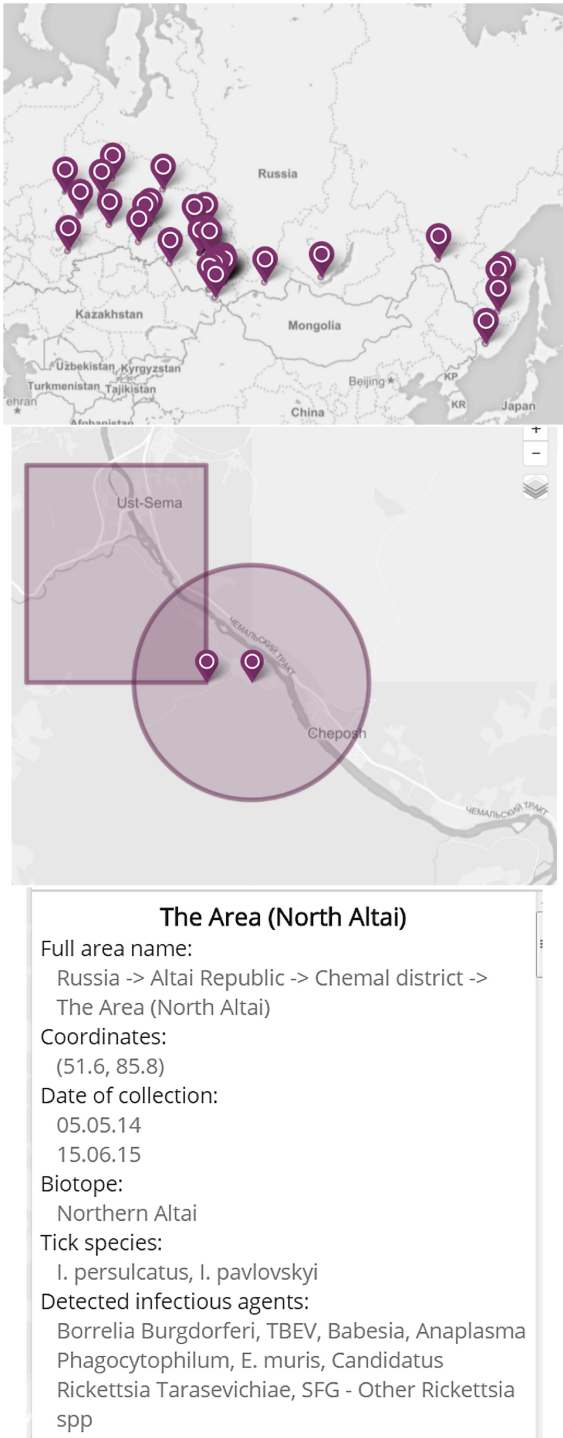 Russia
Kazakhstan
Mongolia
Uzbekistan
Kyrgyzstan
Turkmenistan
Tajikistan
Beijing
KP
KR
Japan
ehran
China
Afghanistan
+
−
Ust-Sema
ЧЕМАЛЬСКИЙ ТРАКТ
Cheposh
ЧЕМАЛЬСКИЙ ТРАКТ
The Area (North Altai)
Full area name:
Russia -> Altai Republic -> Chemal district ->
The Area (North Altai)
Coordinates:
(51.6, 85.8)
Date of collection:
05.05.14
15.06.15
Biotope:
Northern Altai
Tick species:
I. persulcatus, I. pavlovskyi
Detected infectious agents:
Borrelia Burgdorferi, TBEV, Babesia, Anaplasma
Phagocytophilum, E. muris, Candidatus
Rickettsia Tarasevichiae, SFG - Other Rickettsia
spp